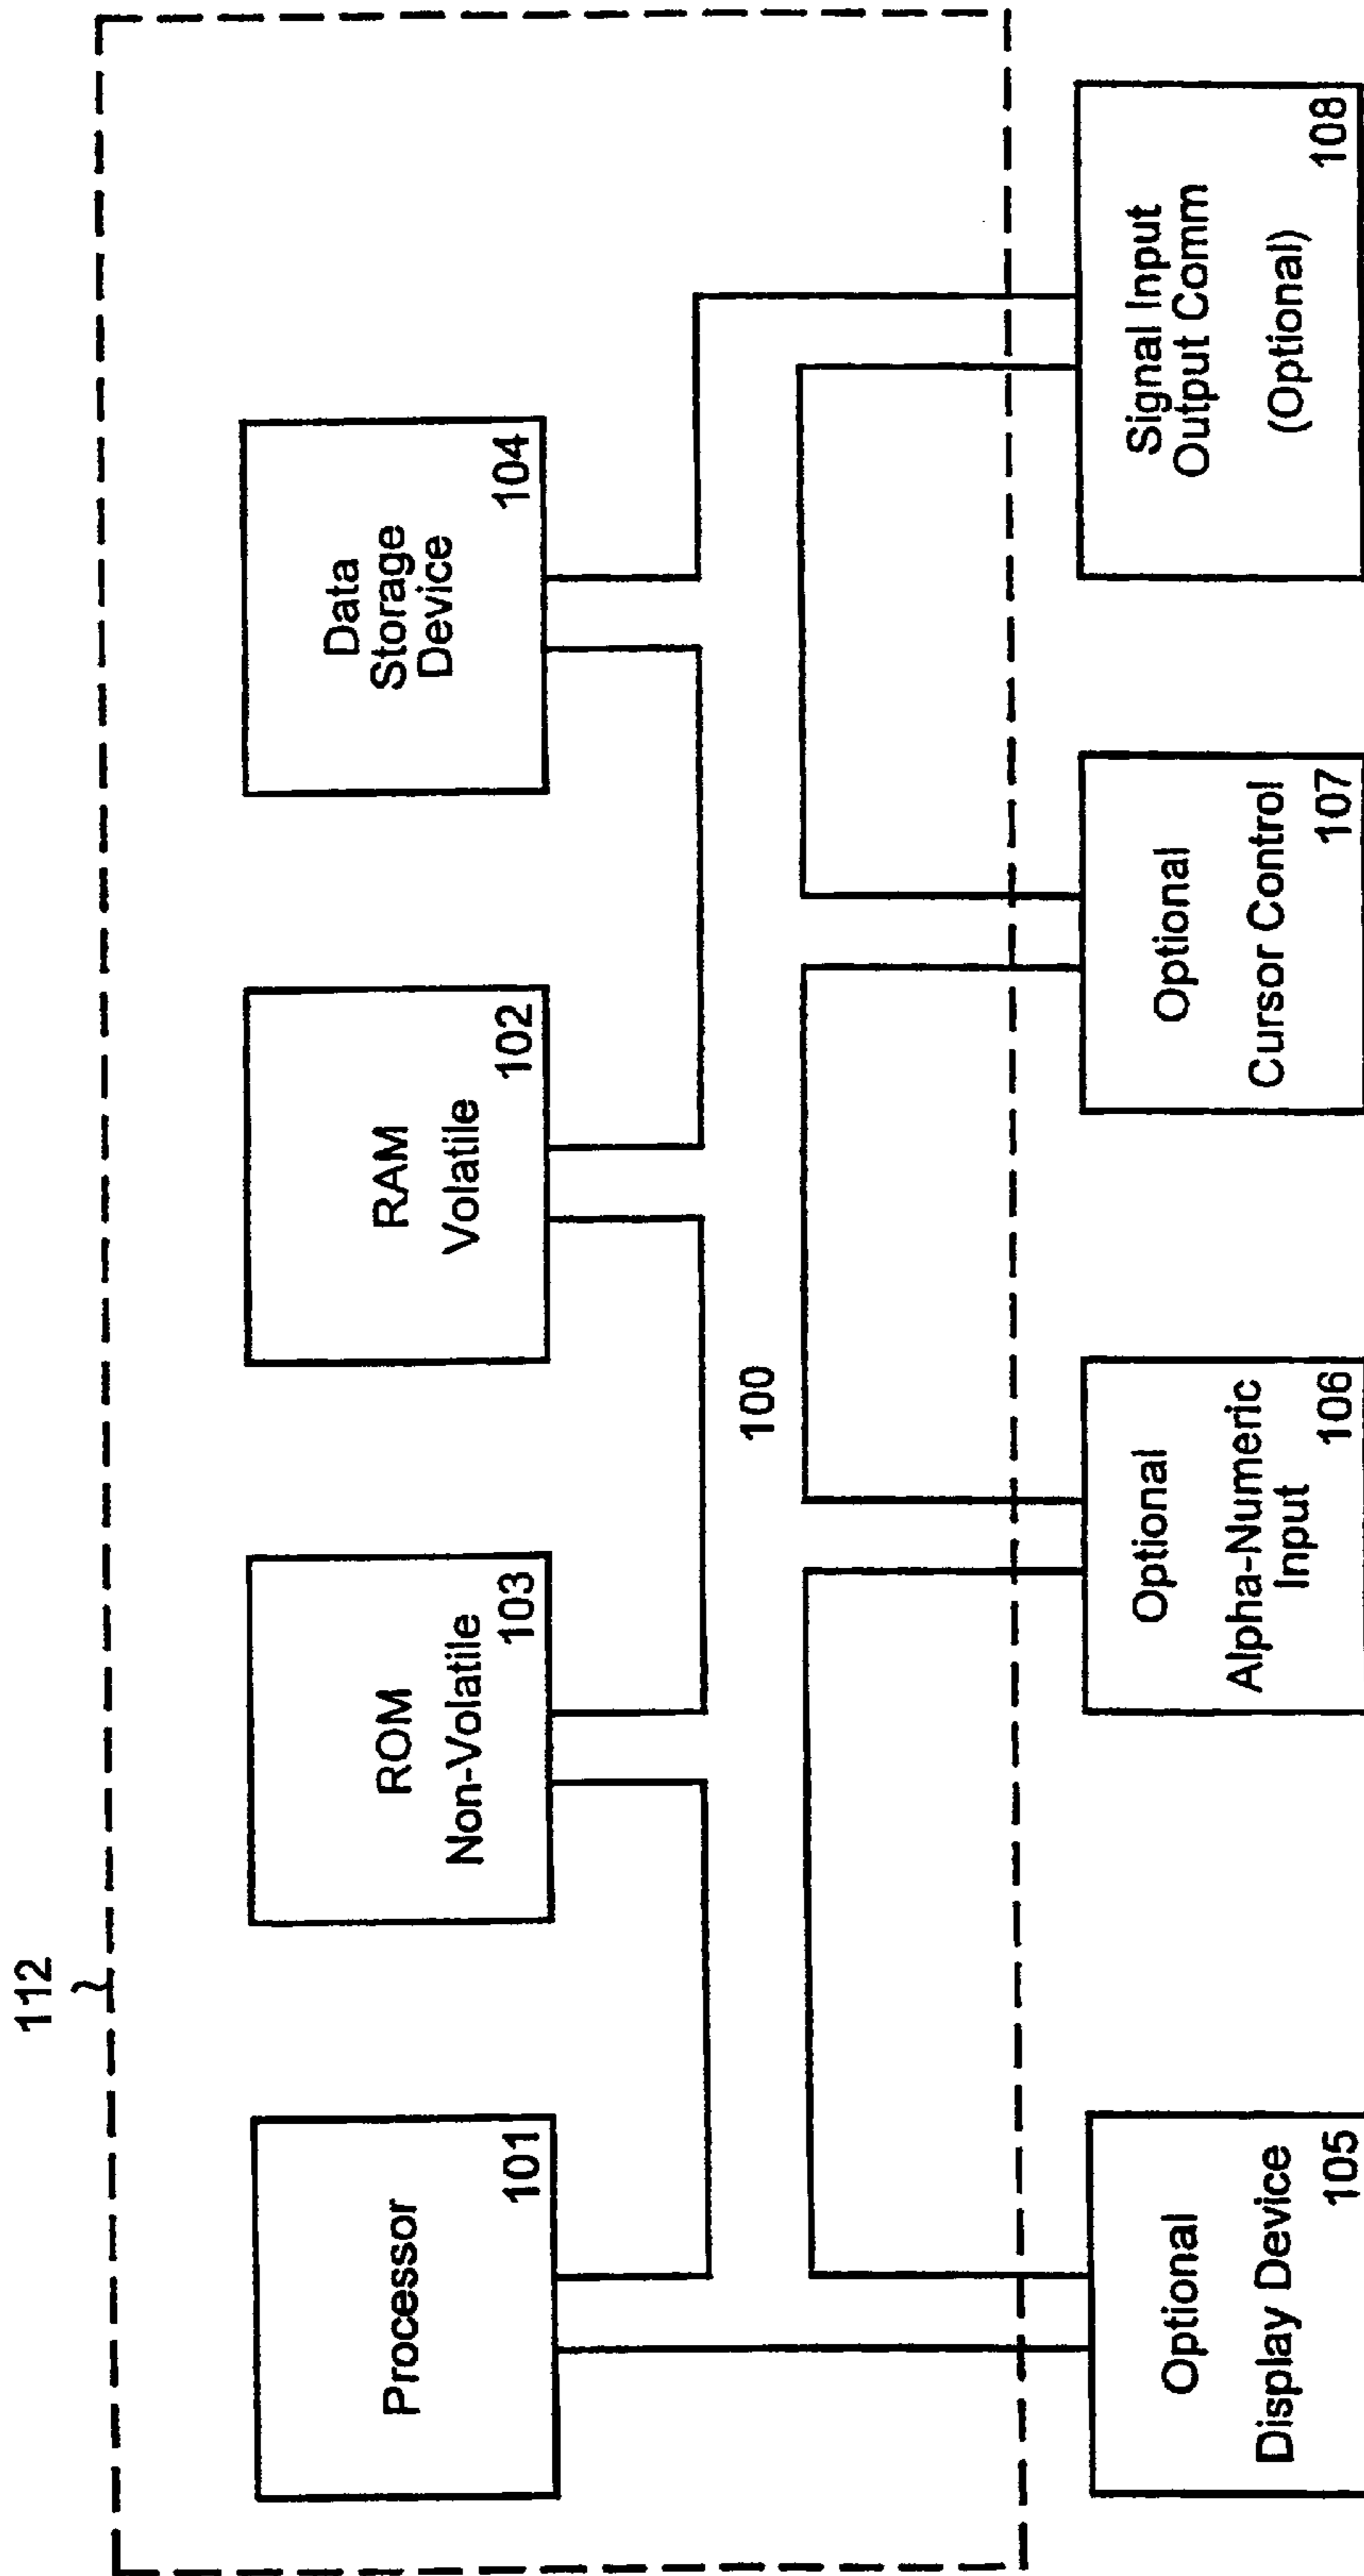 112
Processor
101
ROM
Non-Volatile
103
RAM
Volatile
102
Data
Storage
Device
104
100
Optional
Display Device
105
Optional
Alpha-Numeric
Input
106
Optional
Cursor Control
107
Signal Input
Output Comm
(Optional)
108